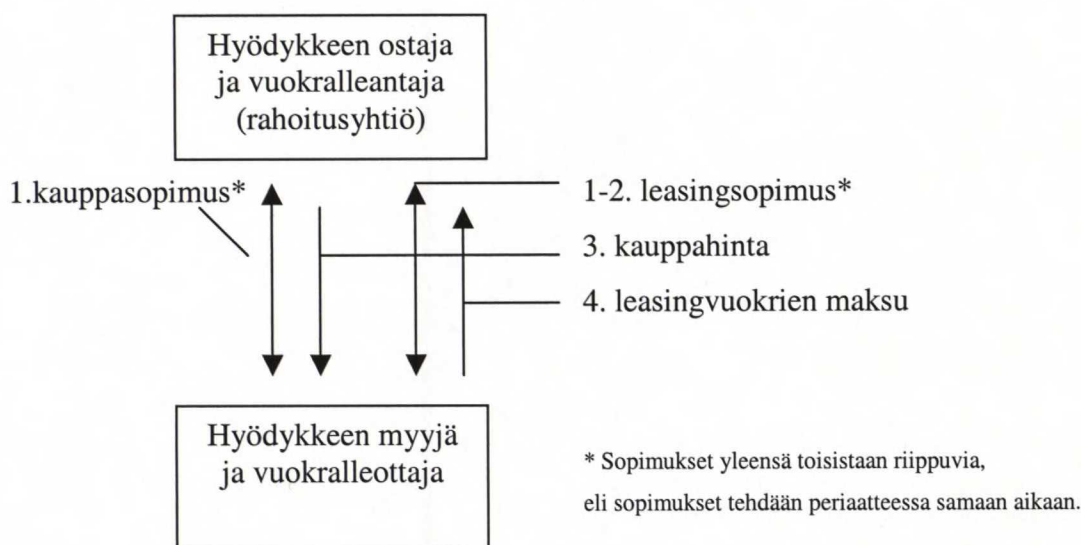 Hyödykkeen ostaja
ja vuokralleantaja
(rahoitusyhtiö)
1.kauppasopimus*
1-2. leasingsopimus*
3. kauppahinta
4. leasingvuokrien maksu
Hyödykkeen myyjä
ja vuokralleottaja
* Sopimukset yleensä toisistaan riippuvia,
eli sopimukset tehdään periaatteessa samaan aikaan.